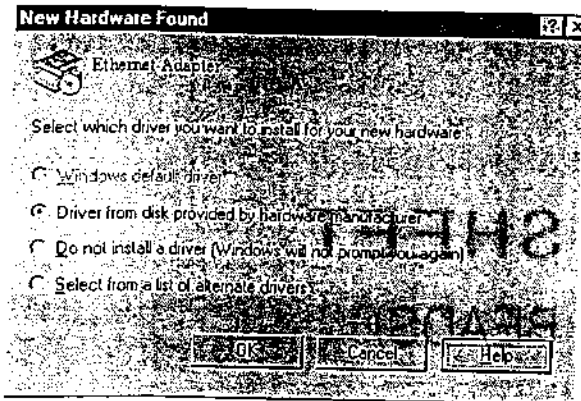 New Hardware Found
Ethernet Adapter
Select which driver you want to install for your new hardware:
Windows default driver
Driver from disk provided by hardware manufacturer
Do not install a driver (Windows will not prompt you again)
Select from a list of alternate drivers
OK
Cancel
Help